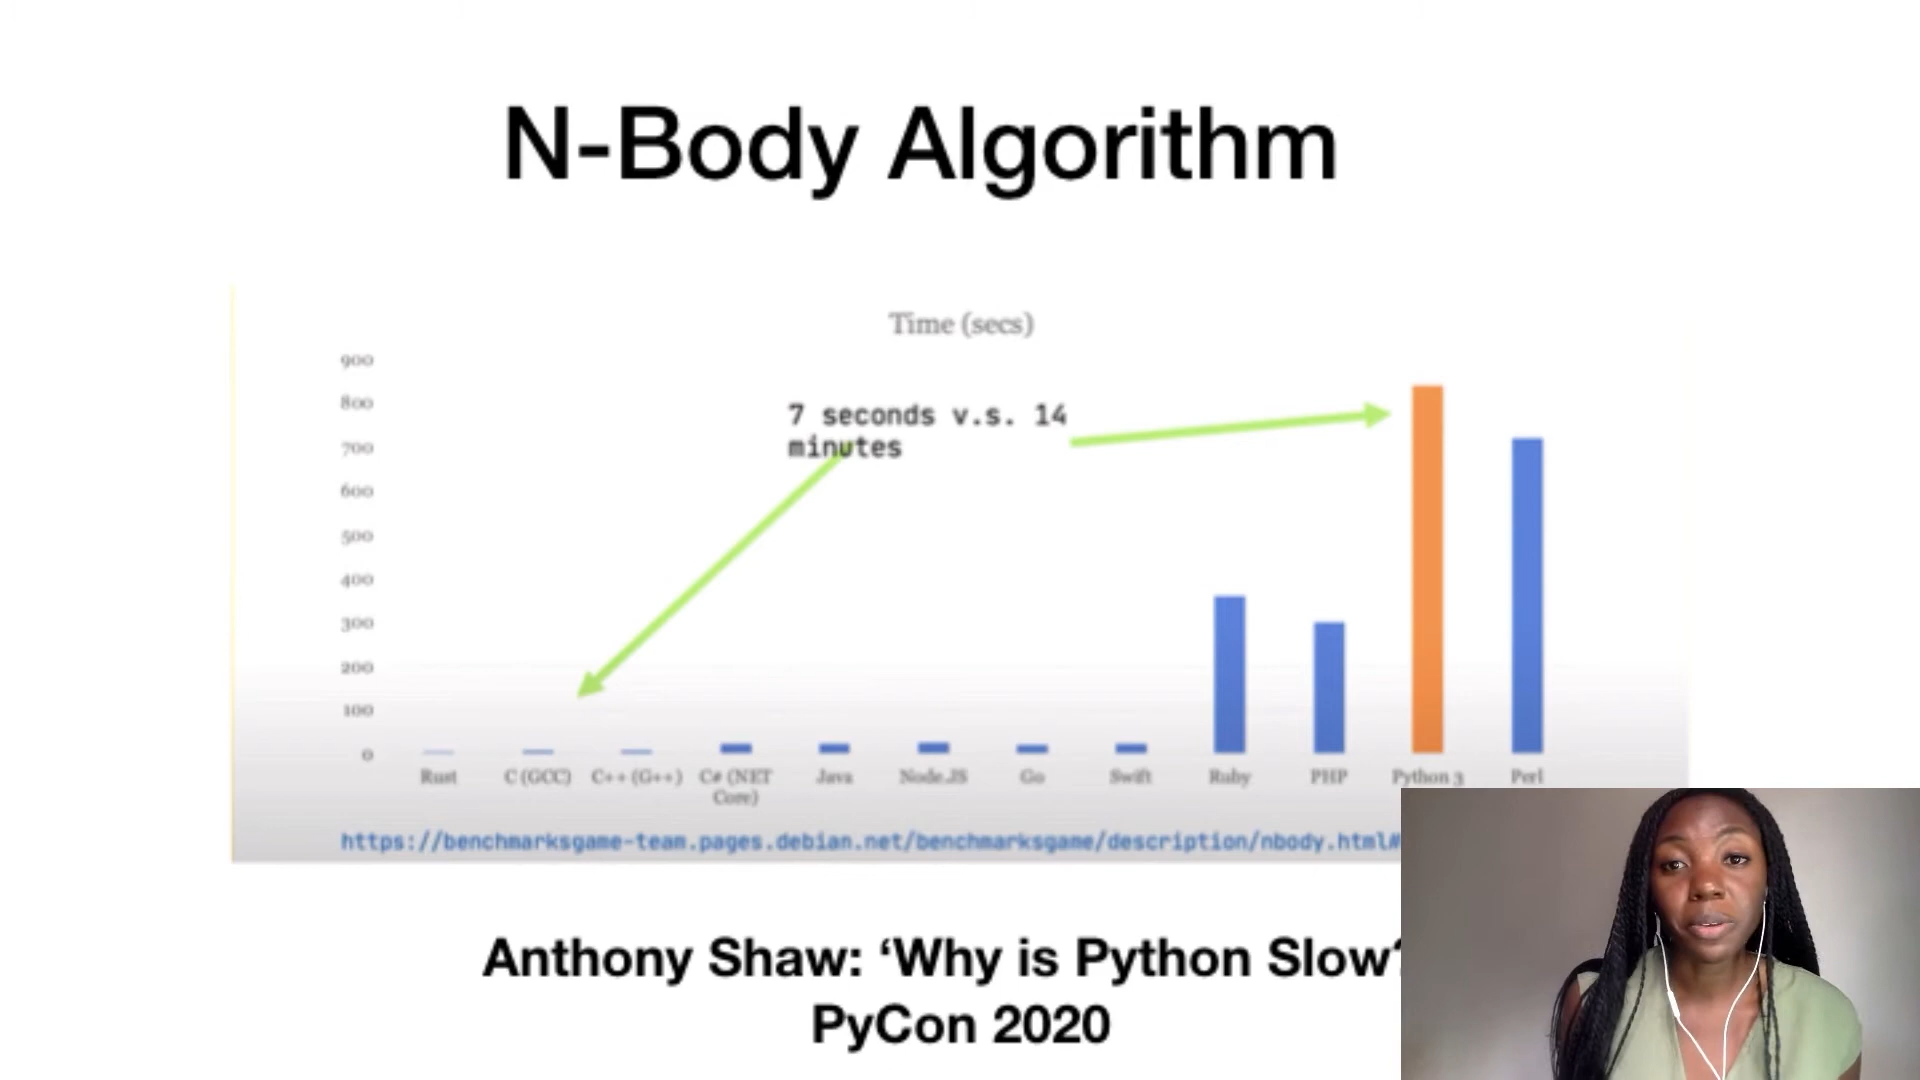 N-Body Algorithm
Time (secs)
900
800
700
600
500
400
300
200
100
0
7 seconds v.s. 14
minutes
Rust
C (GCC)
C++ (G++)
C# (NET
Core)
Java
Node.JS
Go
Swift
Ruby
PHP
Python 3
Perl
https://benchmarksgame-team.pages.debian.net/benchmarksgame/description/nbody.html#
Anthony Shaw: ‘Why is Python Slow?
PyCon 2020